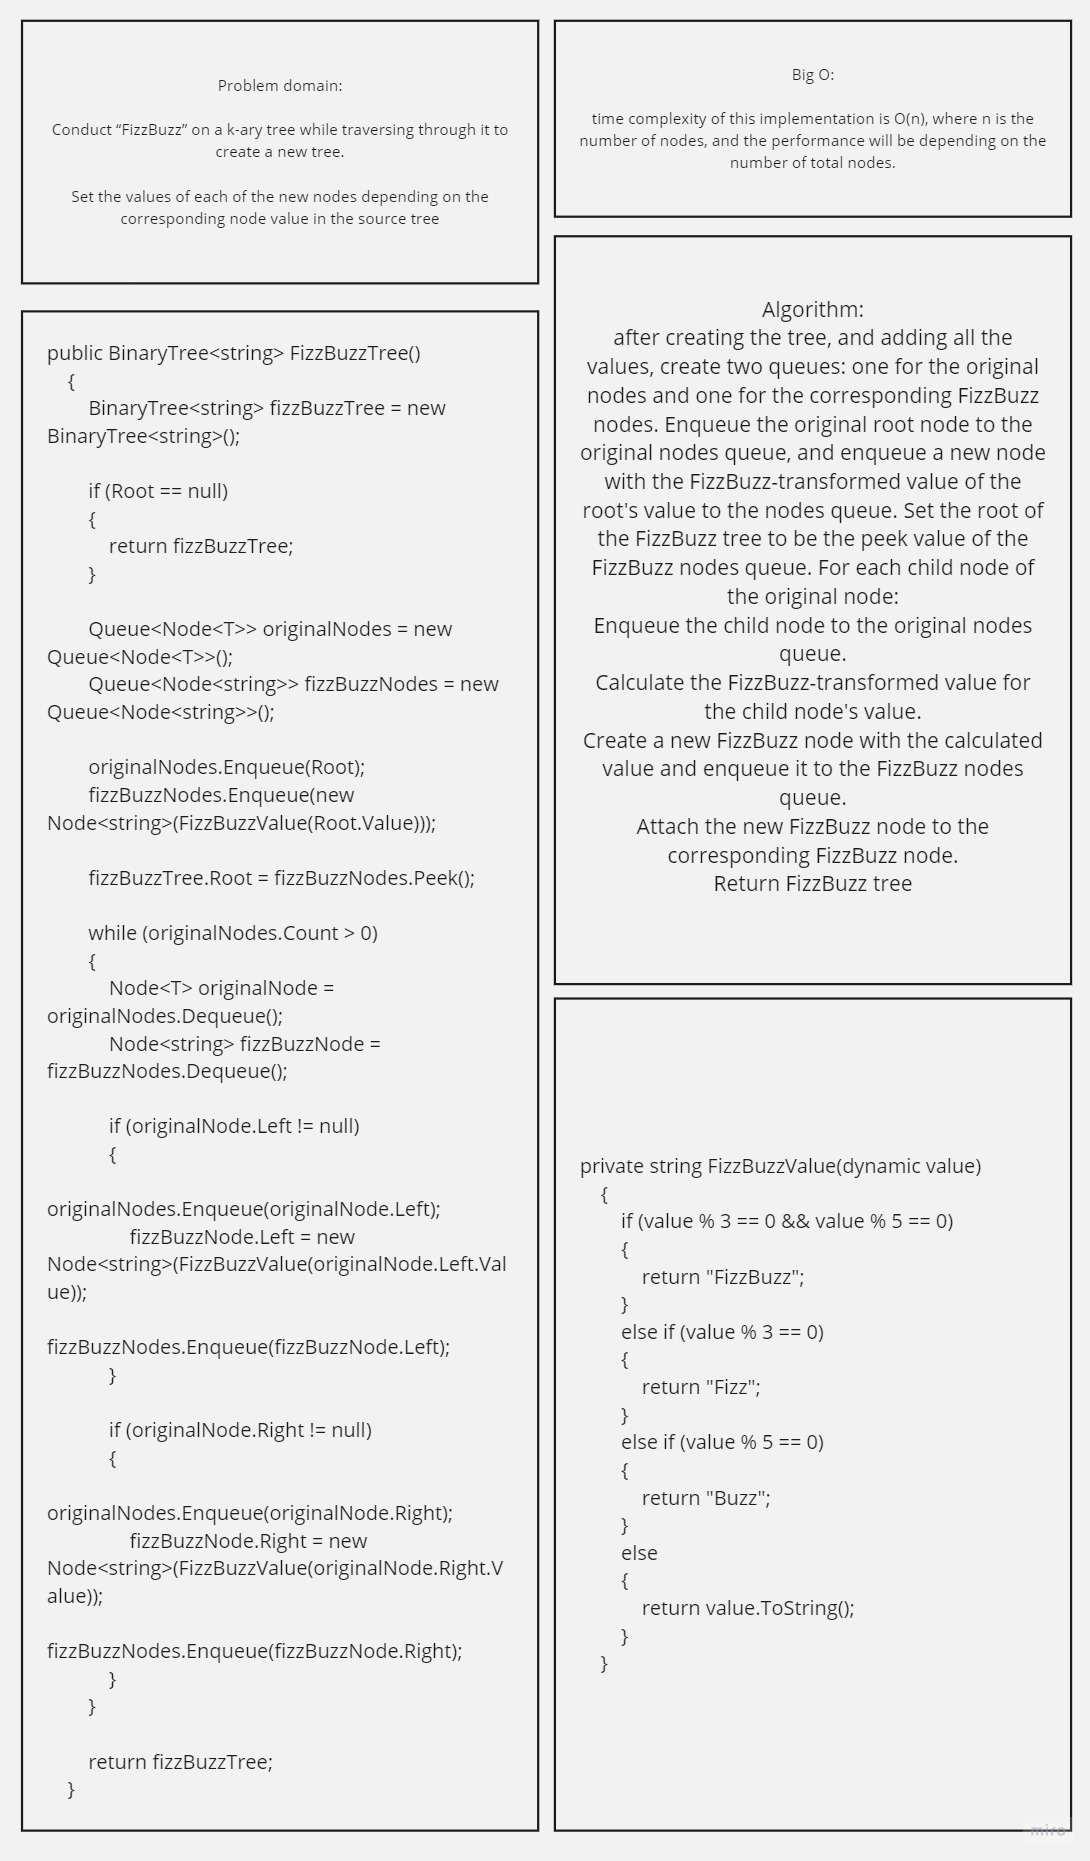 Problem domain:
Conduct “FizzBuzz” on a k-ary tree while traversing through it to
create a new tree.
Set the values of each of the new nodes depending on the
corresponding node value in the source tree
public BinaryTree<string> FizzBuzzTree()
{
BinaryTree<string> fizzBuzzTree = new
BinaryTree<string>();
if (Root == null)
{
return fizzBuzzTree;
}
Queue<Node<T>> originalNodes = new
Queue<Node<T>>();
Queue<Node<string>> fizzBuzzNodes = new
Queue<Node<string>>();
originalNodes.Enqueue(Root);
fizzBuzzNodes.Enqueue(new
Node<string>(FizzBuzzValue(Root.Value)));
fizzBuzzTree.Root = fizzBuzzNodes.Peek();
while (originalNodes.Count > 0)
{
Node<T> originalNode =
originalNodes.Dequeue();
Node<string> fizzBuzzNode =
fizzBuzzNodes.Dequeue();
if (originalNode.Left != null)
{
originalNodes.Enqueue(originalNode.Left);
fizzBuzzNode.Left = new
Node<string>(FizzBuzzValue(originalNode.Left.Val
ue));
fizzBuzzNodes.Enqueue(fizzBuzzNode.Left);
}
if (originalNode.Right != null)
{
originalNodes.Enqueue(originalNode.Right);
fizzBuzzNode.Right = new
Node<string>(FizzBuzzValue(originalNode.Right.V
alue));
fizzBuzzNodes.Enqueue(fizzBuzzNode.Right);
}
}
return fizzBuzzTree;
}
Big O:
time complexity of this implementation is O(n), where n is the
number of nodes, and the performance will be depending on the
number of total nodes.
Algorithm:
after creating the tree, and adding all the
values, create two queues: one for the original
nodes and one for the corresponding FizzBuzz
nodes. Enqueue the original root node to the
original nodes queue, and enqueue a new node
with the FizzBuzz-transformed value of the
root's value to the nodes queue. Set the root of
the FizzBuzz tree to be the peek value of the
FizzBuzz nodes queue. For each child node of
the original node:
Enqueue the child node to the original nodes
queue.
Calculate the FizzBuzz-transformed value for
the child node's value.
Create a new FizzBuzz node with the calculated
value and enqueue it to the FizzBuzz nodes
queue.
Attach the new FizzBuzz node to the
corresponding FizzBuzz node.
Return FizzBuzz tree
private string FizzBuzzValue(dynamic value)
{
if (value % 3 == 0 && value % 5 == 0)
{
return "FizzBuzz";
}
else if (value % 3 == 0)
{
return "Fizz";
}
else if (value % 5 == 0)
{
return "Buzz";
}
else
{
return value.ToString();
}
}
miro